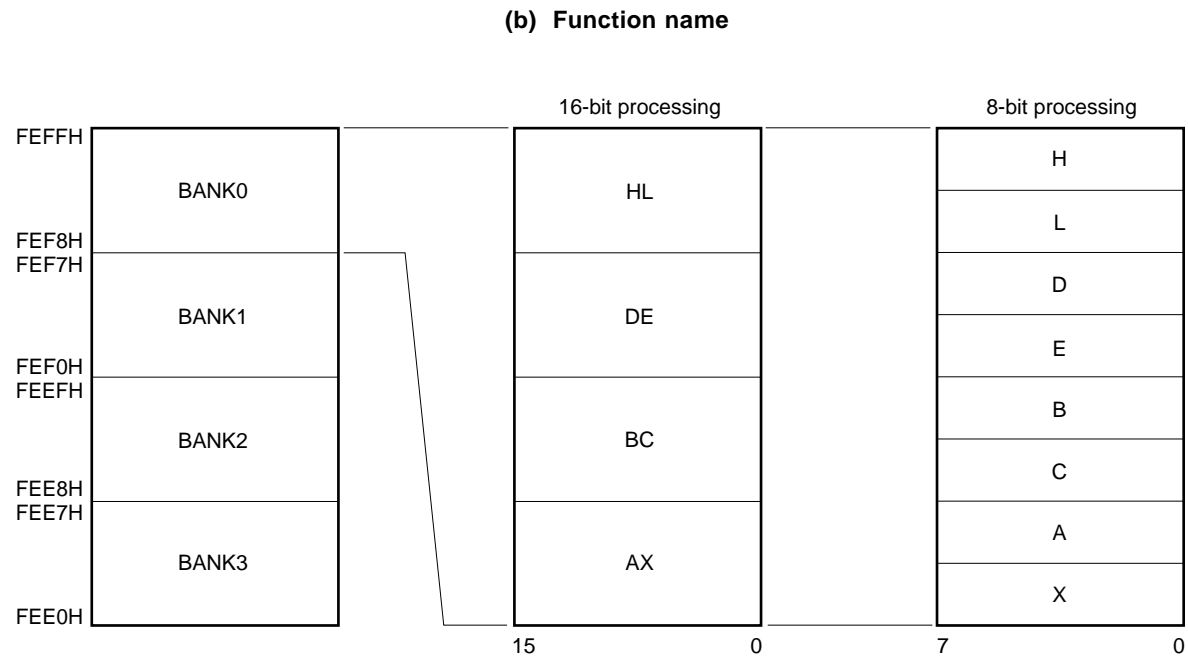 (b) Function name
16-bit processing
8-bit processing
FEFFH
BANK0
HL
H
L
FEF8H
FEF7H
BANK1
DE
D
E
FEF0H
FEEFH
BANK2
BC
B
C
FEE8H
FEE7H
BANK3
AX
A
X
FEE0H
15
0
7
0